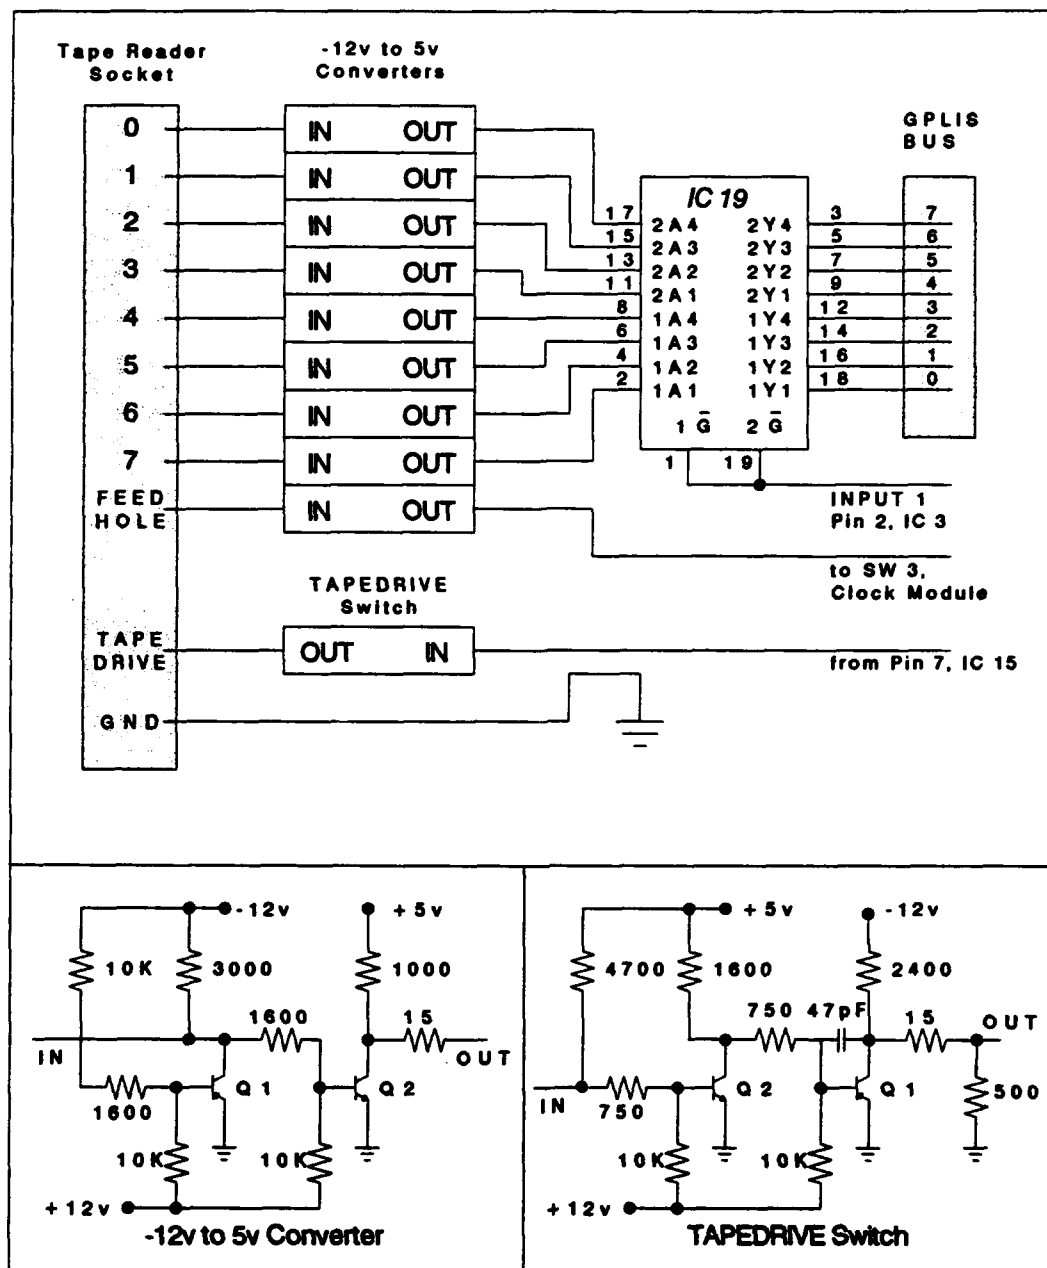 Tape Reader
Socket
-12v to 5v
Converters
GPLIS
BUS
0 IN OUT
1 IN OUT
2 IN OUT
3 IN OUT
4 IN OUT
5 IN OUT
6 IN OUT
7 IN OUT
FEED
HOLE
IN OUT
IC 19
17 2A4 2Y4 3 7
15 2A3 2Y3 5 6
13 2A2 2Y2 7 5
11 2A1 2Y1 9 4
8 1A4 1Y4 12 3
6 1A3 1Y3 14 2
4 1A2 1Y2 16 1
2 1A1 1Y1 18 0
1 G̅ 2 G̅
1 19
INPUT 1
Pin 2, IC 3
to SW 3,
Clock Module
TAPEDRIVE
Switch
TAPE
DRIVE
OUT IN
from Pin 7, IC 15
GND
-12v +5v
10K 3000 1000
1600 15
IN OUT
Q1 Q2
1600
10K 10K
+12v
-12v to 5v Converter
+5v -12v
4700 1600 2400
750 47pF 15 OUT
Q2 Q1 500
IN 750
10K 10K
+12v
TAPEDRIVE Switch